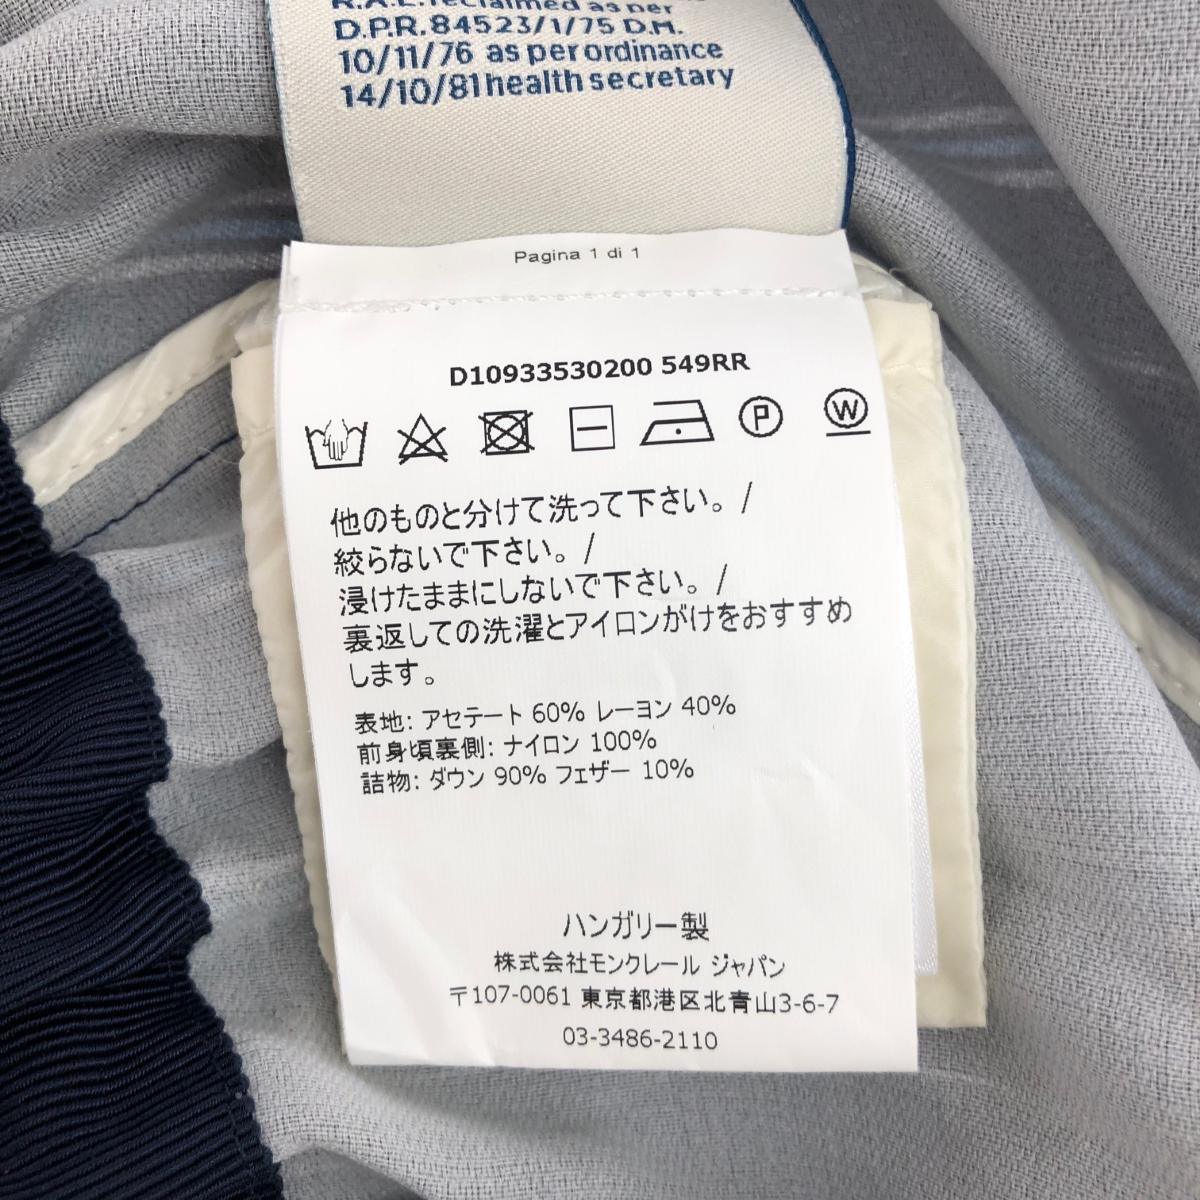 R.A.L. reclaimed as per
D.P.R. 84523/1/75 D.M.
10/11/76 as per ordinance
14/10/81 health secretary
Pagina 1 di 1
D10933530200 549RR
P
W
他のものと分けて洗って下さい。/
絞らないで下さい。/
浸けたままにしないで下さい。/
裏返しての洗濯とアイロンがけをおすすめ
します。
表地: アセテート 60% レーヨン 40%
前身頃裏側: ナイロン 100%
詰物: ダウン 90% フェザー 10%
ハンガリー製
株式会社モンクレール ジャパン
〒107-0061 東京都港区北青山3-6-7
03-3486-2110